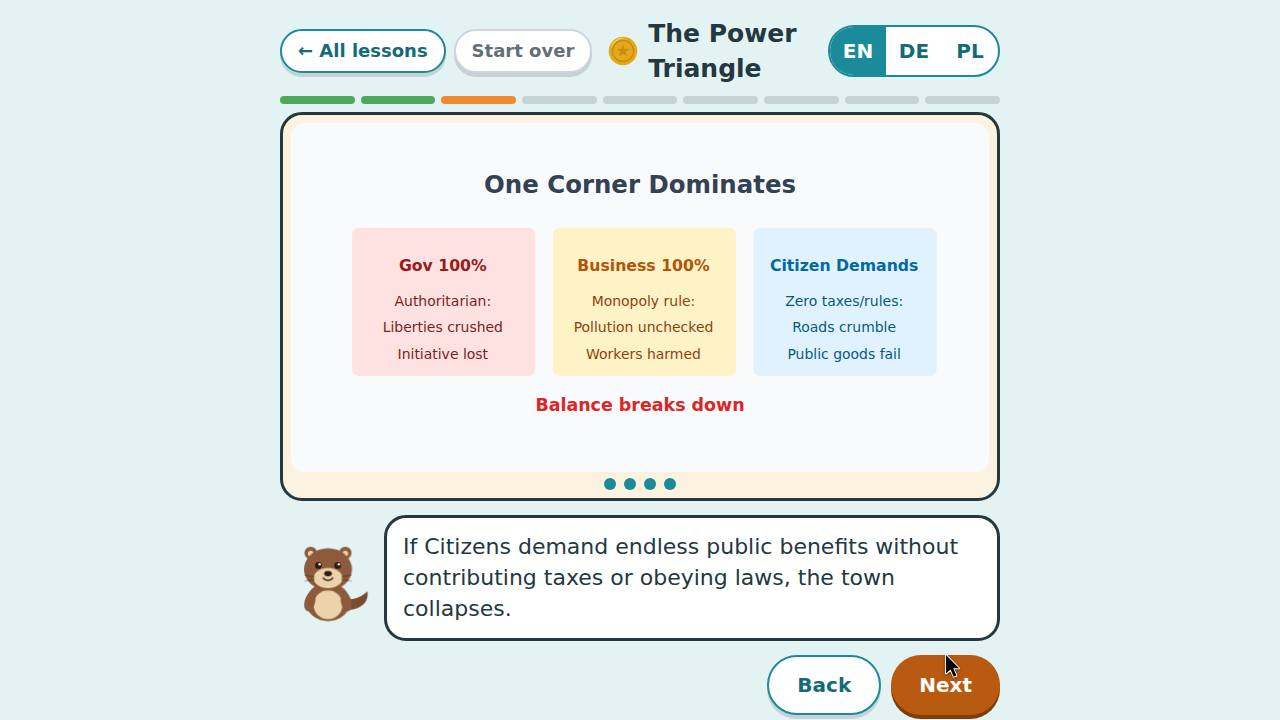 ← All lessons
Start over
The Power
Triangle
EN
DE
PL
One Corner Dominates
Gov 100%
Authoritarian:
Liberties crushed
Initiative lost
Business 100%
Monopoly rule:
Pollution unchecked
Workers harmed
Citizen Demands
Zero taxes/rules:
Roads crumble
Public goods fail
Balance breaks down
If Citizens demand endless public benefits without
contributing taxes or obeying laws, the town
collapses.
Back
Next